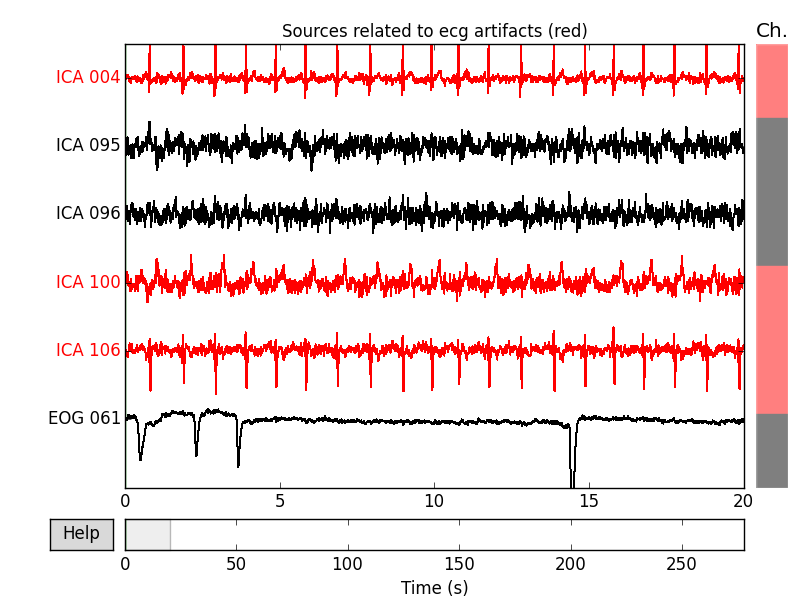 Sources related to ecg artifacts (red)
Ch.
ICA 004
ICA 095
ICA 096
ICA 100
ICA 106
EOG 061
0 5 10 15 20
Help
0 50 100 150 200 250
Time (s)